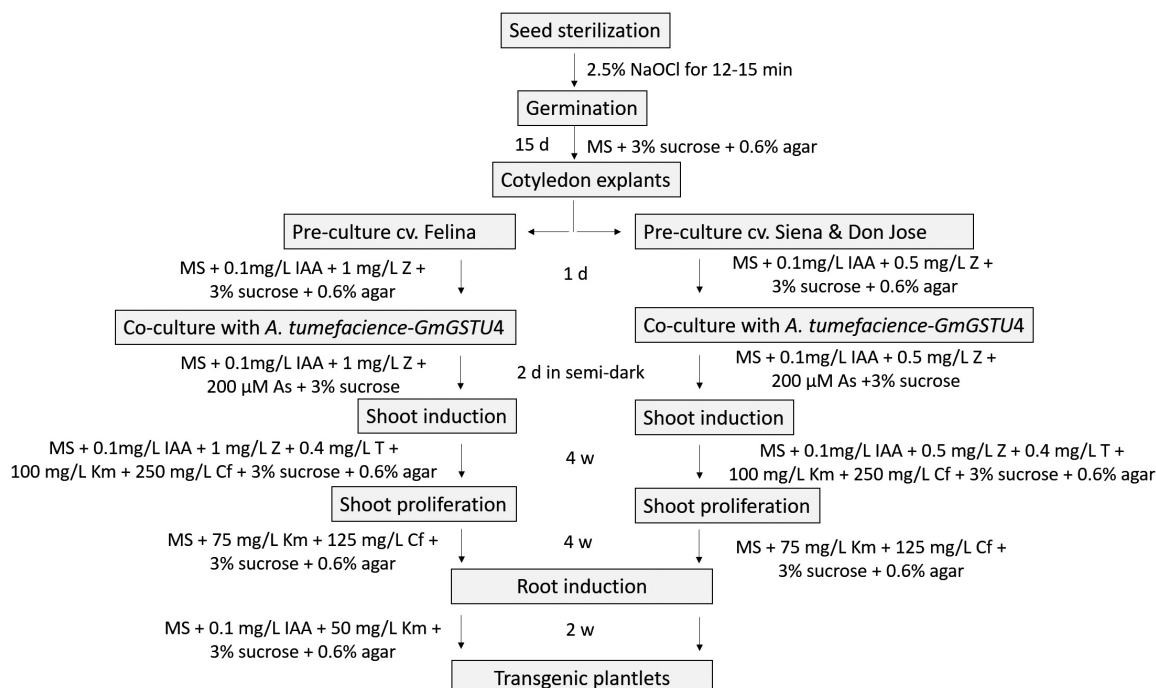 Seed sterilization
2.5% NaOCl for 12-15 min
Germination
15 d
MS + 3% sucrose + 0.6% agar
Cotyledon explants
Pre-culture cv. Felina
Pre-culture cv. Siena & Don Jose
MS + 0.1mg/L IAA + 1 mg/L Z +
3% sucrose + 0.6% agar
1 d
MS + 0.1mg/L IAA + 0.5 mg/L Z +
3% sucrose + 0.6% agar
Co-culture with A. tumefacience-GmGSTU4
Co-culture with A. tumefacience-GmGSTU4
MS + 0.1mg/L IAA + 1 mg/L Z +
200 µM As + 3% sucrose
2 d in semi-dark
MS + 0.1mg/L IAA + 0.5 mg/L Z +
200 µM As +3% sucrose
Shoot induction
Shoot induction
MS + 0.1mg/L IAA + 1 mg/L Z + 0.4 mg/L T +
100 mg/L Km + 250 mg/L Cf + 3% sucrose + 0.6% agar
4 w
MS + 0.1mg/L IAA + 0.5 mg/L Z + 0.4 mg/L T +
100 mg/L Km + 250 mg/L Cf + 3% sucrose + 0.6% agar
Shoot proliferation
Shoot proliferation
MS + 75 mg/L Km + 125 mg/L Cf +
3% sucrose + 0.6% agar
4 w
MS + 75 mg/L Km + 125 mg/L Cf +
3% sucrose + 0.6% agar
Root induction
MS + 0.1 mg/L IAA + 50 mg/L Km +
3% sucrose + 0.6% agar
2 w
Transgenic plantlets